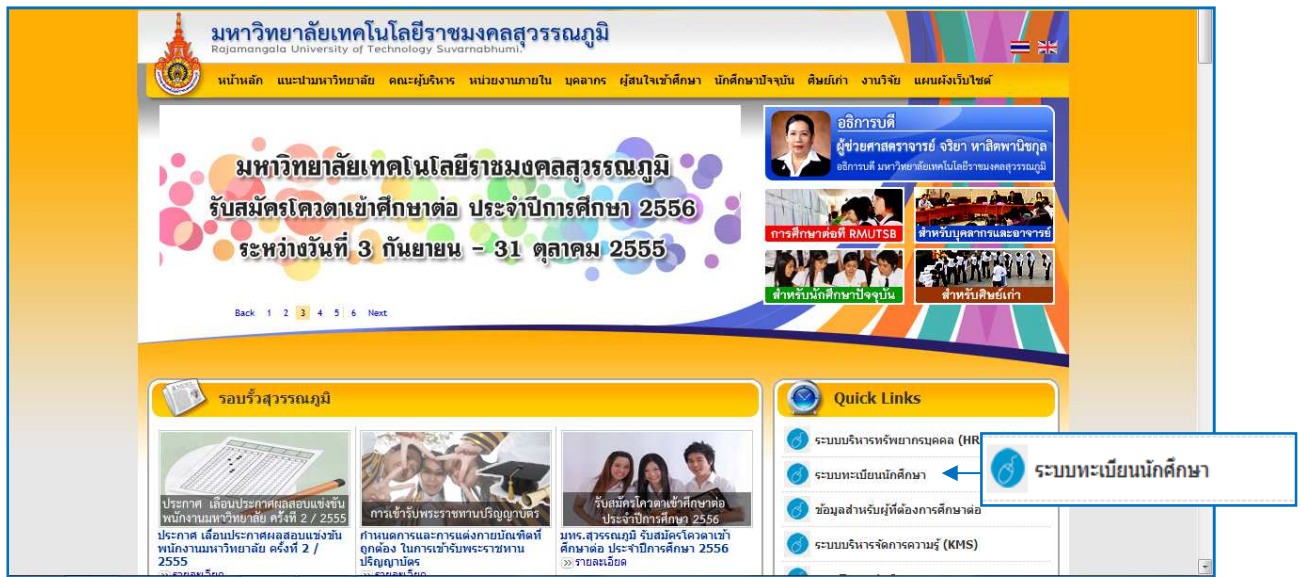 มหาวิทยาลัยเทคโนโลยีราชมงคลสุวรรณภูมิ
Rajamangala University of Technology Suvarnabhumi.
หน้าหลัก แนะนำมหาวิทยาลัย คณะผู้บริหาร หน่วยงานภายใน บุคลากร ผู้สนใจเข้าศึกษา นักศึกษาปัจจุบัน ศิษย์เก่า งานวิจัย แผนผังเว็บไซต์
มหาวิทยาลัยเทคโนโลยีราชมงคลสุวรรณภูมิ
รับสมัครโควตาเข้าศึกษาต่อ ประจำปีการศึกษา 2556
ระหว่างวันที่ 3 กันยายน - 31 ตุลาคม 2555
Back 1 2 3 4 5 6 Next
อธิการบดี
ผู้ช่วยศาสตราจารย์ จริยา หาสิตพานิชกุล
อธิการบดี มหาวิทยาลัยเทคโนโลยีราชมงคลสุวรรณภูมิ
การศึกษาต่อที่ RMUTSB
สำหรับบุคลากรและอาจารย์
สำหรับนักศึกษาปัจจุบัน
สำหรับศิษย์เก่า
รอบรั้วสุวรรณภูมิ
ประกาศ เลื่อนประกาศผลสอบแข่งขัน
พนักงานมหาวิทยาลัย ครั้งที่ 2 / 2555
ประกาศ เลื่อนประกาศผลสอบแข่งขัน
พนักงานมหาวิทยาลัย ครั้งที่ 2 /
2555
รายละเอียด
การเข้ารับพระราชทานปริญญาบัตร
กำหนดการและการแต่งกายบัณฑิตที่
ถูกต้อง ในการเข้ารับพระราชทาน
ปริญญาบัตร
รายละเอียด
รับสมัครโควตาเข้าศึกษาต่อ
ประจำปีการศึกษา 2556
มทร.สุวรรณภูมิ รับสมัครโควตาเข้า
ศึกษาต่อ ประจำปีการศึกษา 2556
รายละเอียด
Quick Links
ระบบบริหารทรัพยากรบุคคล (HR
ระบบทะเบียนนักศึกษา
ระบบทะเบียนนักศึกษา
ข้อมูลสำหรับผู้ที่ต้องการศึกษาต่อ
ระบบบริหารจัดการความรู้ (KMS)